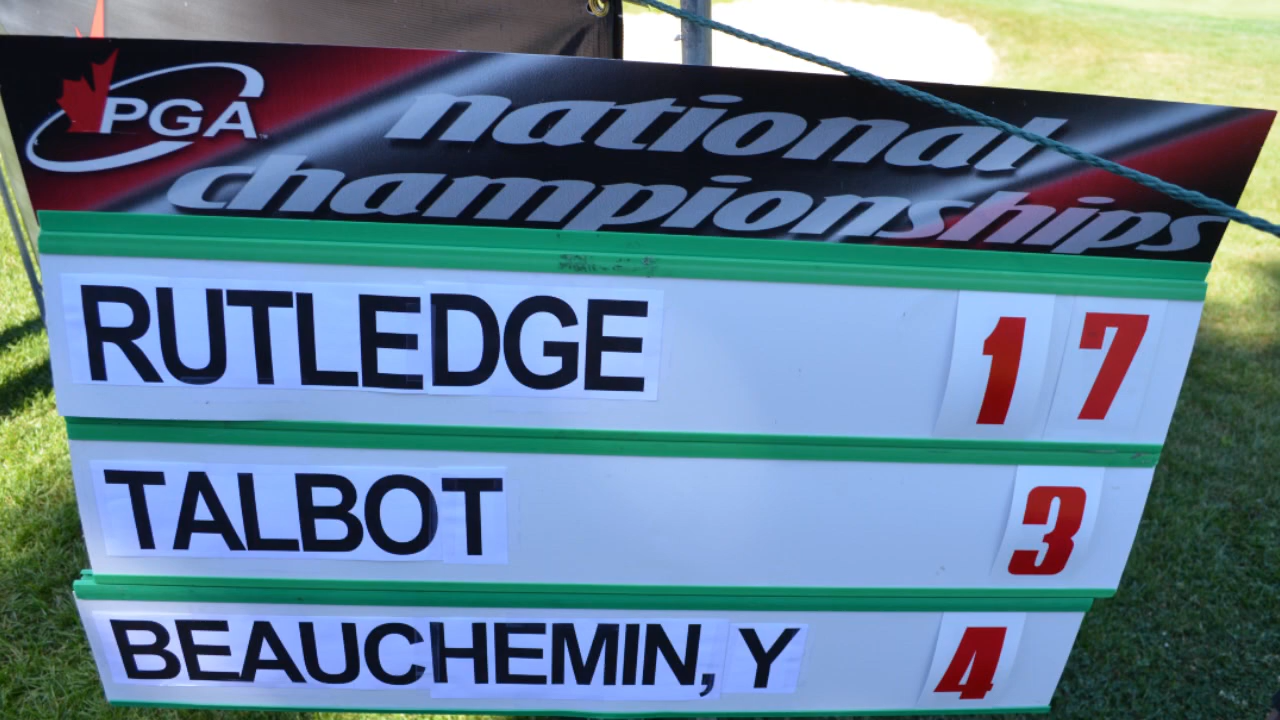 PGA
national
championships
RUTLEDGE 17
TALBOT 3
BEAUCHEMIN, Y 4